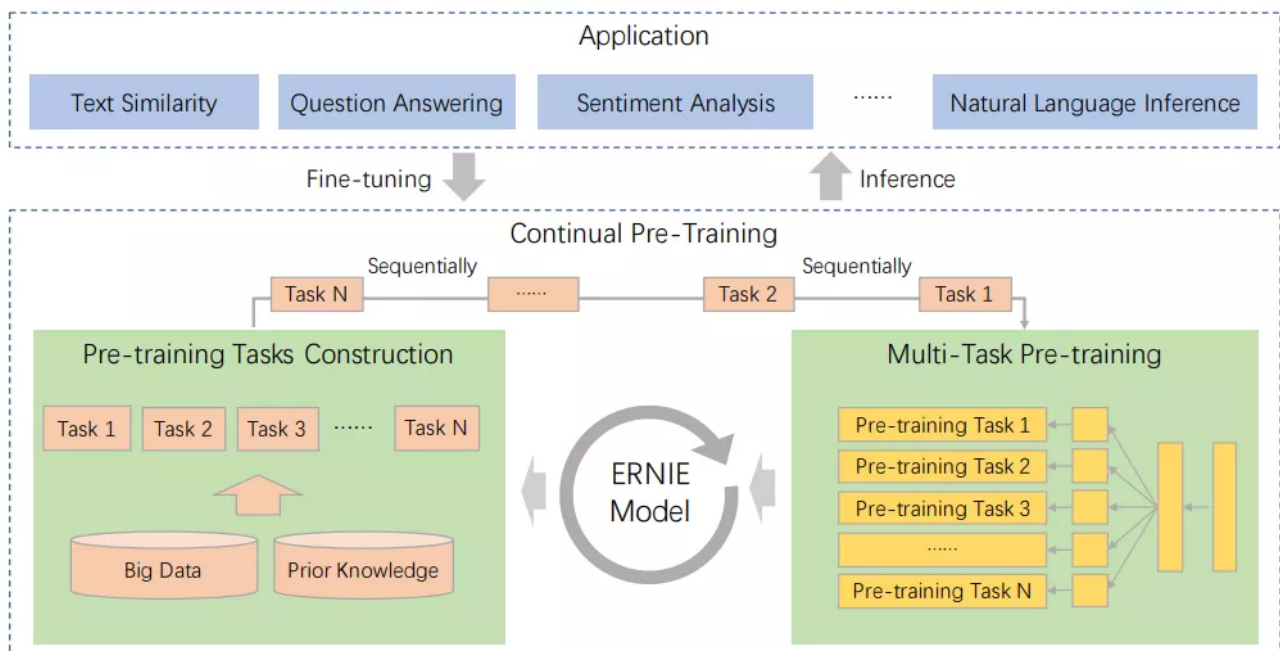 Application
Text Similarity
Question Answering
Sentiment Analysis
······
Natural Language Inference
Fine-tuning
Inference
Continual Pre-Training
Sequentially
Sequentially
Task N
······
Task 2
Task 1
Pre-training Tasks Construction
Task 1
Task 2
Task 3
······
Task N
Big Data
Prior Knowledge
ERNIE
Model
Multi-Task Pre-training
Pre-training Task 1
Pre-training Task 2
Pre-training Task 3
······
Pre-training Task N